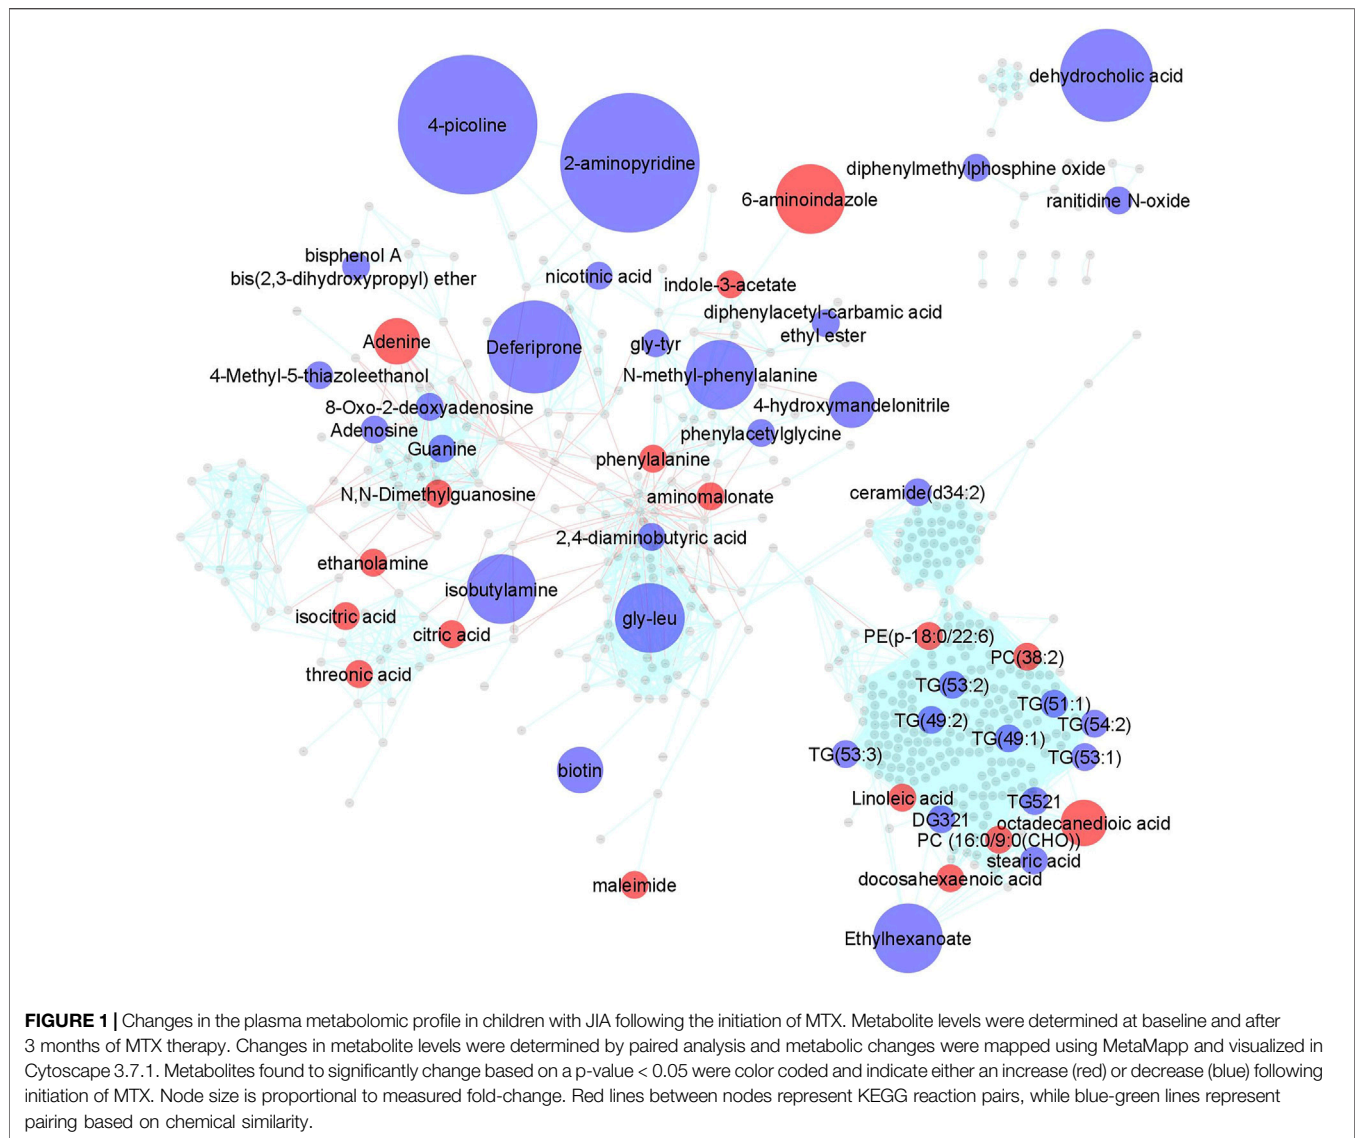 dehydrocholic acid
4-picoline
2-aminopyridine
diphenylmethylphosphine oxide
6-aminoindazole
ranitidine N-oxide
bisphenol A
bis(2,3-dihydroxypropyl) ether
nicotinic acid
indole-3-acetate
diphenylacetyl-carbamic acid
ethyl ester
Adenine
Deferiprone
gly-tyr
4-Methyl-5-thiazoleethanol
N-methyl-phenylalanine
8-Oxo-2-deoxyadenosine
4-hydroxymandelonitrile
Adenosine
phenylacetylglycine
Guanine
phenylalanine
N,N-Dimethylguanosine
aminomalonate
ceramide(d34:2)
2,4-diaminobutyric acid
ethanolamine
isobutylamine
isocitric acid
gly-leu
citric acid
PE(p-18:0/22:6)
PC(38:2)
threonic acid
TG(53:2)
TG(51:1)
TG(49:2)
TG(54:2)
TG(49:1)
TG(53:3)
TG(53:1)
biotin
Linoleic acid
TG521
DG321
octadecanedioic acid
PC (16:0/9:0(CHO))
stearic acid
maleimide
docosahexaenoic acid
Ethylhexanoate
FIGURE 1 | Changes in the plasma metabolomic profile in children with JIA following the initiation of MTX. Metabolite levels were determined at baseline and after
3 months of MTX therapy. Changes in metabolite levels were determined by paired analysis and metabolic changes were mapped using MetaMapp and visualized in
Cytoscape 3.7.1. Metabolites found to significantly change based on a p-value < 0.05 were color coded and indicate either an increase (red) or decrease (blue) following
initiation of MTX. Node size is proportional to measured fold-change. Red lines between nodes represent KEGG reaction pairs, while blue-green lines represent
pairing based on chemical similarity.